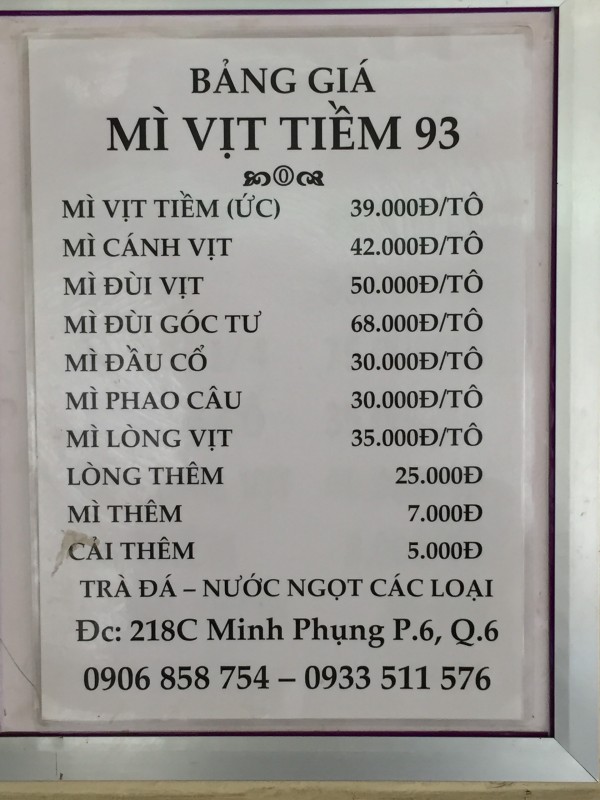 BẢNG GIÁ
MÌ VỊT TIỀM 93
MÌ VỊT TIỀM (ỨC) 39.000Đ/TÔ
MÌ CÁNH VỊT 42.000Đ/TÔ
MÌ ĐÙI VỊT 50.000Đ/TÔ
MÌ ĐÙI GÓC TƯ 68.000Đ/TÔ
MÌ ĐẦU CỔ 30.000Đ/TÔ
MÌ PHAO CÂU 30.000Đ/TÔ
MÌ LÒNG VỊT 35.000Đ/TÔ
LÒNG THÊM 25.000Đ
MÌ THÊM 7.000Đ
CẢI THÊM 5.000Đ
TRÀ ĐÁ – NƯỚC NGỌT CÁC LOẠI
Đc: 218C Minh Phụng P.6, Q.6
0906 858 754 – 0933 511 576